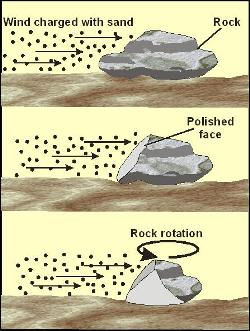 Wind charged with sand
Rock
Polished
face
Rock rotation